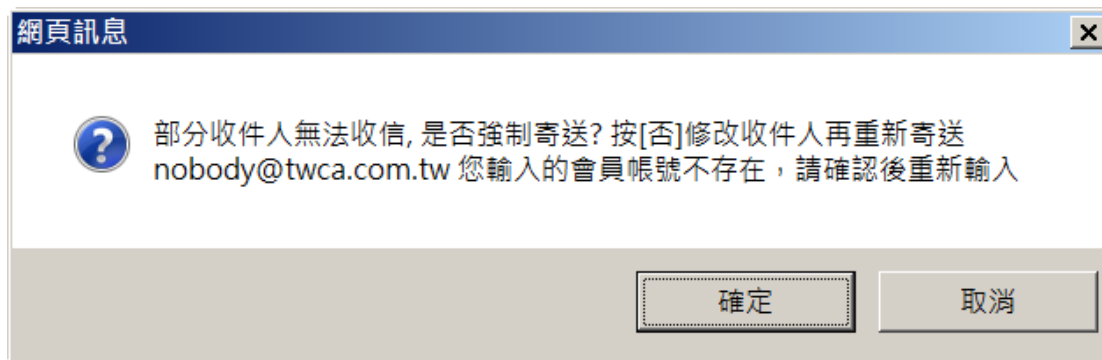 網頁訊息
部分收件人無法收信, 是否強制寄送? 按[否]修改收件人再重新寄送
nobody@twca.com.tw 您輸入的會員帳號不存在，請確認後重新輸入
確定
取消